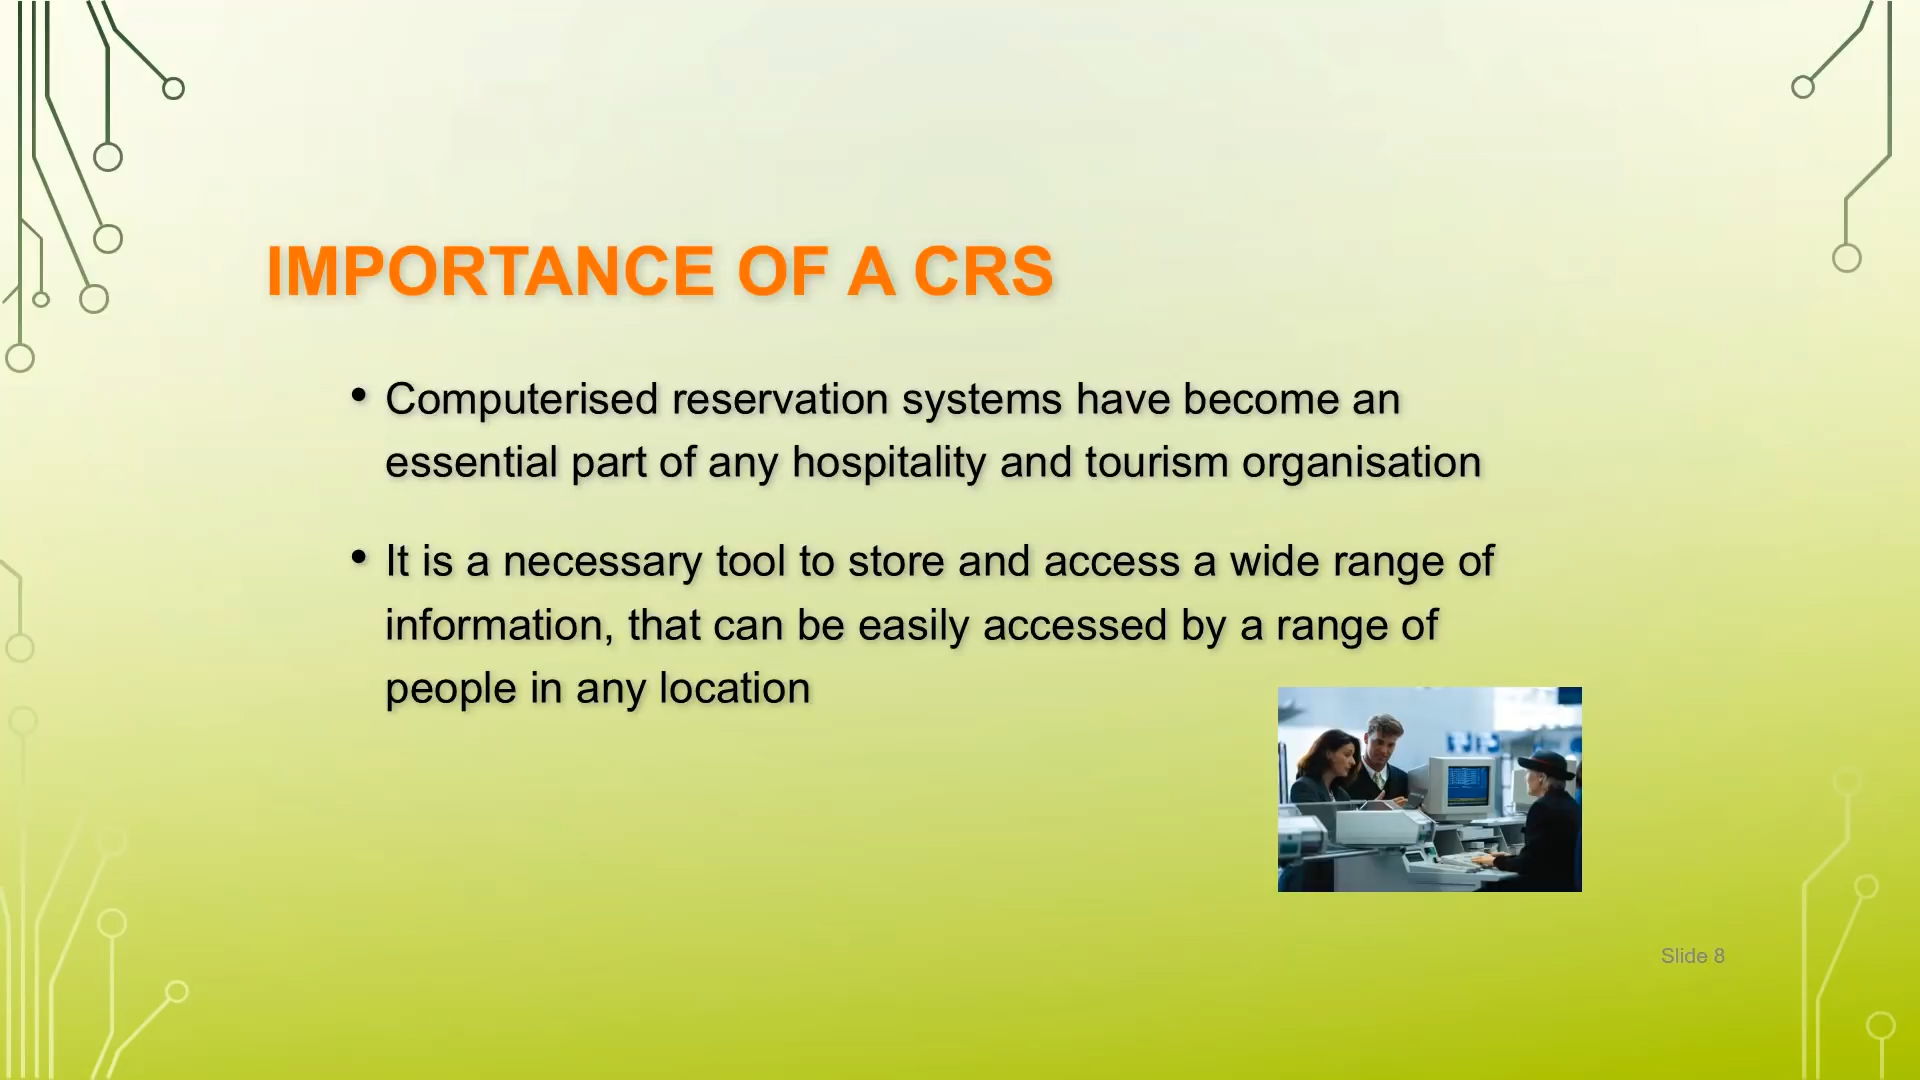 IMPORTANCE OF A CRS
• Computerised reservation systems have become an
essential part of any hospitality and tourism organisation
• It is a necessary tool to store and access a wide range of
information, that can be easily accessed by a range of
people in any location
Slide 8